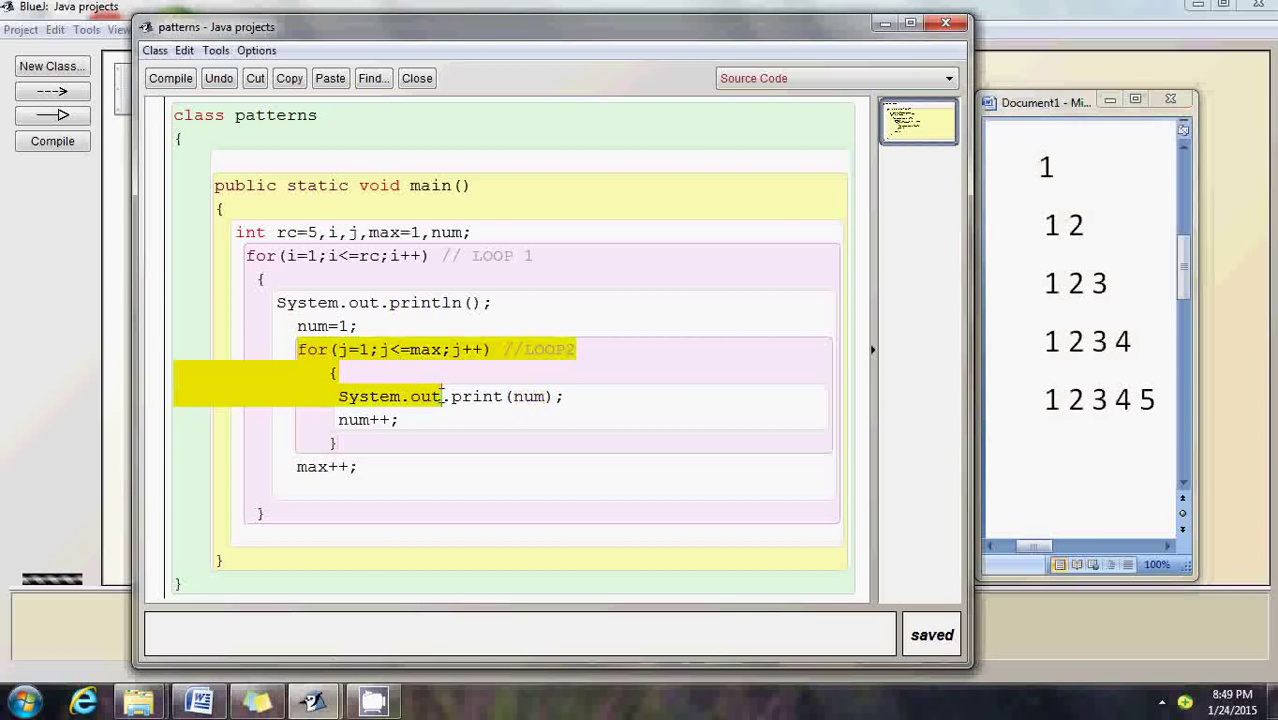 BlueJ: Java projects
Project Edit Tools View
New Class...
Compile
patterns - Java projects
Class Edit Tools Options
Compile Undo Cut Copy Paste Find... Close Source Code
class patterns
{
public static void main()
{
int rc=5,i,j,max=1,num;
for(i=1;i<=rc;i++) // LOOP 1
{
System.out.println();
num=1;
for(j=1;j<=max;j++) //LOOP2
{
System.out.print(num);
num++;
}
max++;
}
}
}
saved
Document1 - Mi...
1
1 2
1 2 3
1 2 3 4
1 2 3 4 5
100%
8:49 PM
1/24/2015